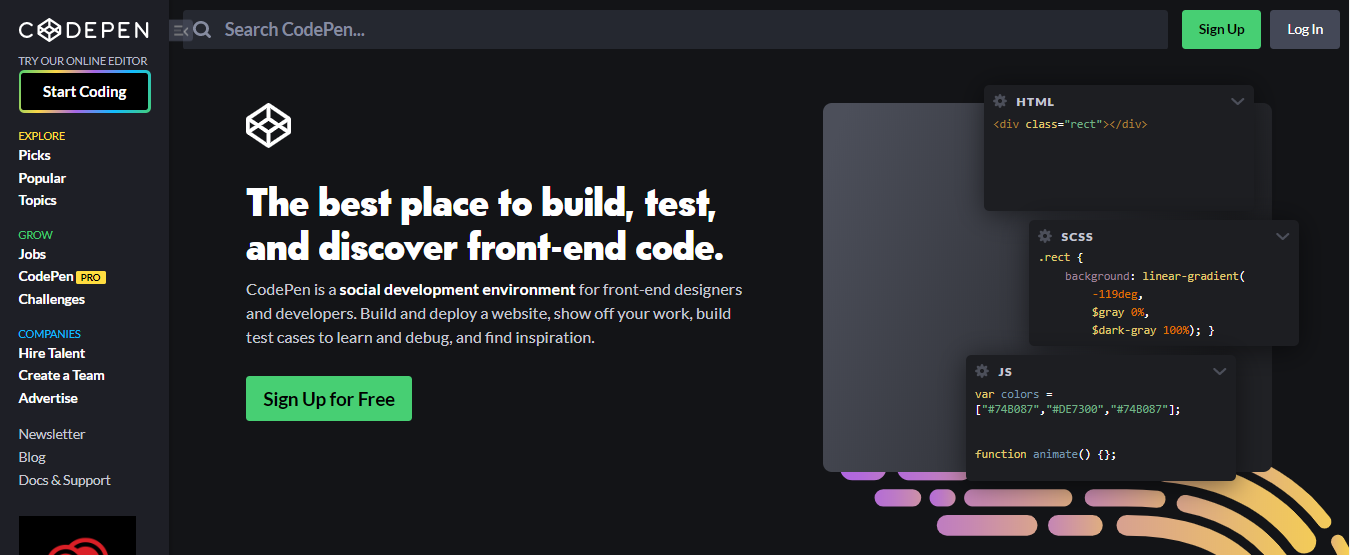 CODEPEN
TRY OUR ONLINE EDITOR
Start Coding
EXPLORE
Picks
Popular
Topics
GROW
Jobs
CodePen PRO
Challenges
COMPANIES
Hire Talent
Create a Team
Advertise
Newsletter
Blog
Docs & Support
Search CodePen...
Sign Up
Log In
The best place to build, test,
and discover front-end code.
CodePen is a social development environment for front-end designers
and developers. Build and deploy a website, show off your work, build
test cases to learn and debug, and find inspiration.
Sign Up for Free
HTML
<div class="rect"></div>
SCSS
.rect {
background: linear-gradient(
-119deg,
$gray 0%,
$dark-gray 100%); }
JS
var colors =
["#74B087","#DE7300","#74B087"];
function animate() {};